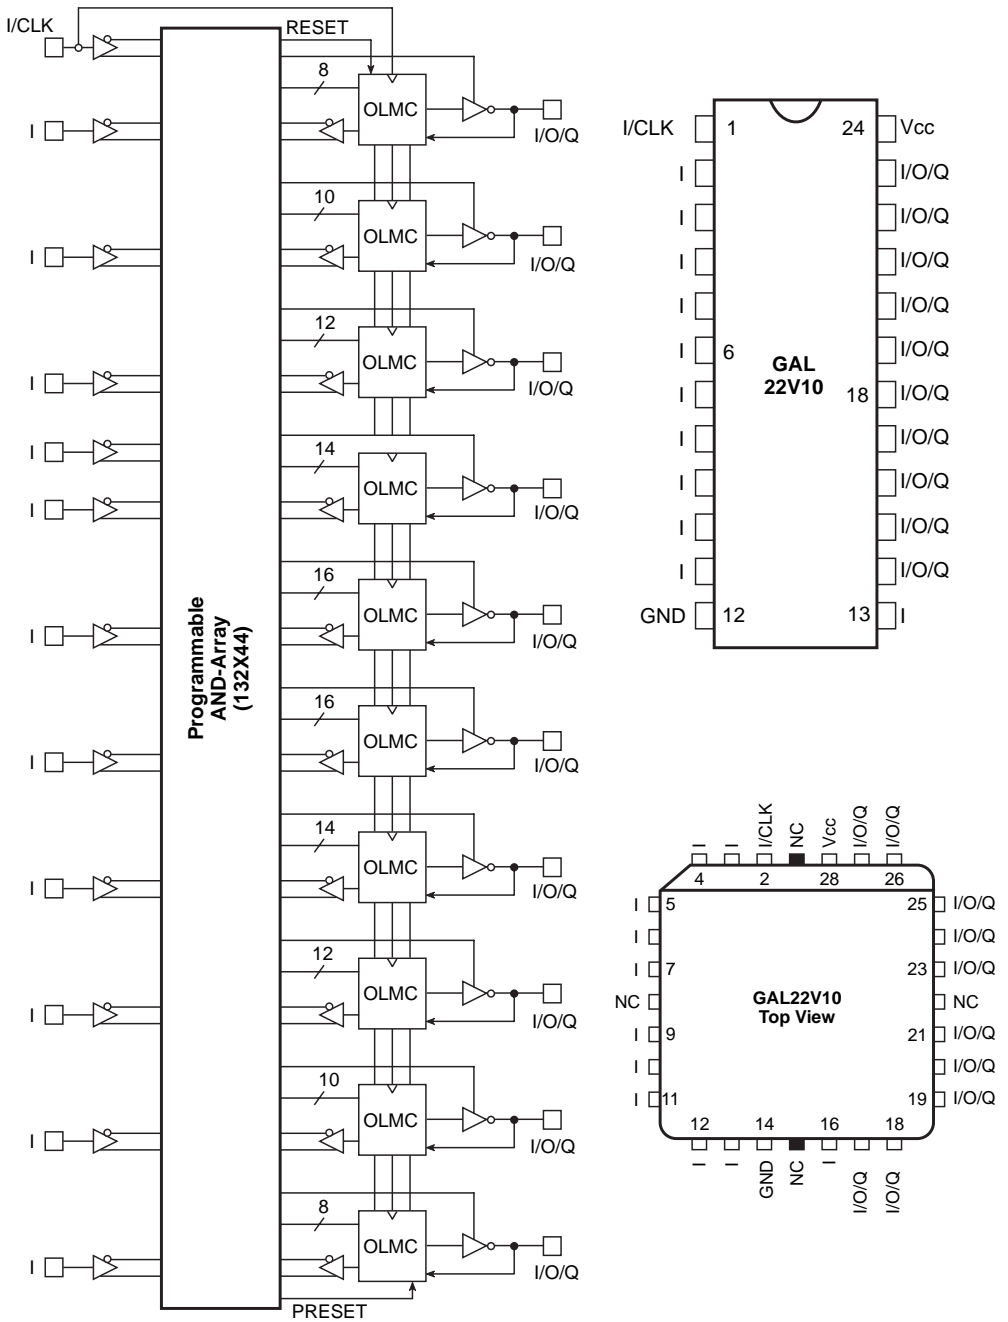 I/CLK
RESET
8
OLMC
I/O/Q
I
10
OLMC
I/O/Q
I
12
OLMC
I/O/Q
I
I
14
OLMC
I/O/Q
I
16
OLMC
I/O/Q
I
16
OLMC
I/O/Q
I
14
OLMC
I/O/Q
I
12
OLMC
I/O/Q
I
10
OLMC
I/O/Q
I
8
OLMC
I/O/Q
I
PRESET
Programmable
AND-Array
(132X44)
I/CLK 1 24 Vcc
I I/O/Q
I I/O/Q
I I/O/Q
I I/O/Q
I 6 I/O/Q
GAL
22V10
I 18 I/O/Q
I I/O/Q
I I/O/Q
I I/O/Q
I I/O/Q
GND 12 13 I
I I I/CLK NC Vcc I/O/Q I/O/Q
4 2 28 26
I 5 25 I/O/Q
I I/O/Q
I 7 23 I/O/Q
NC NC
GAL22V10
Top View
I 9 21 I/O/Q
I I/O/Q
I 11 19 I/O/Q
12 14 16 18
I I GND NC I I/O/Q I/O/Q